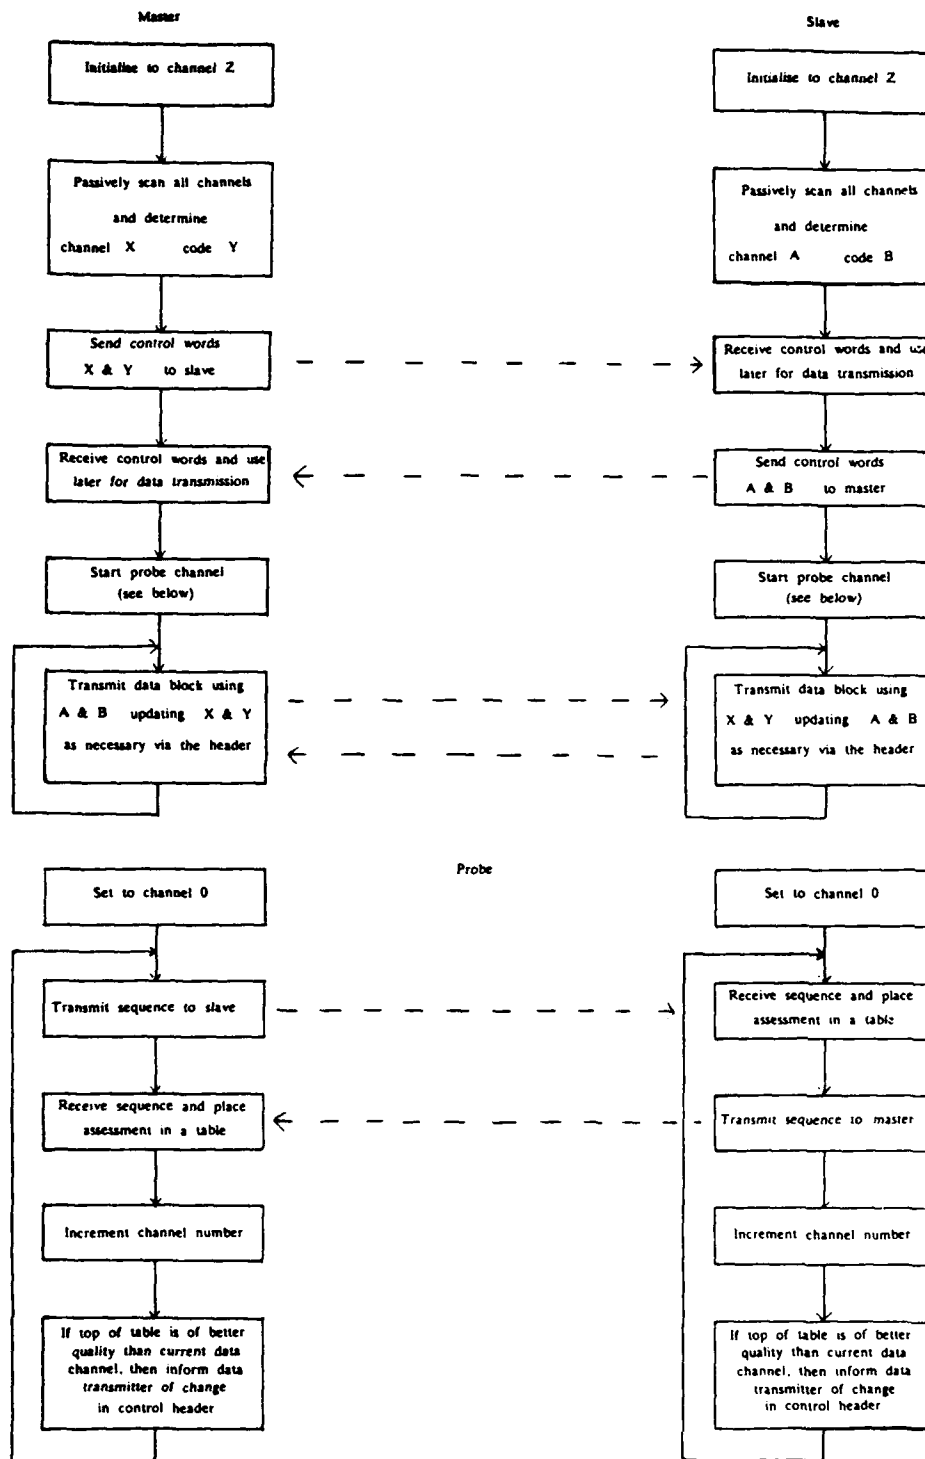 Master
Initialise to channel Z
Passively scan all channels
and determine
channel X code Y
Send control words
X & Y to slave
Receive control words and use
later for data transmission
Start probe channel
(see below)
Transmit data block using
A & B updating X & Y
as necessary via the header
Slave
Initialise to channel Z
Passively scan all channels
and determine
channel A code B
Receive control words and use
later for data transmission
Send control words
A & B to master
Start probe channel
(see below)
Transmit data block using
X & Y updating A & B
as necessary via the header
Probe
Set to channel 0
Transmit sequence to slave
Receive sequence and place
assessment in a table
Increment channel number
If top of table is of better
quality than current data
channel, then inform data
transmitter of change
in control header
Set to channel 0
Receive sequence and place
assessment in a table
Transmit sequence to master
Increment channel number
If top of table is of better
quality than current data
channel, then inform data
transmitter of change
in control header